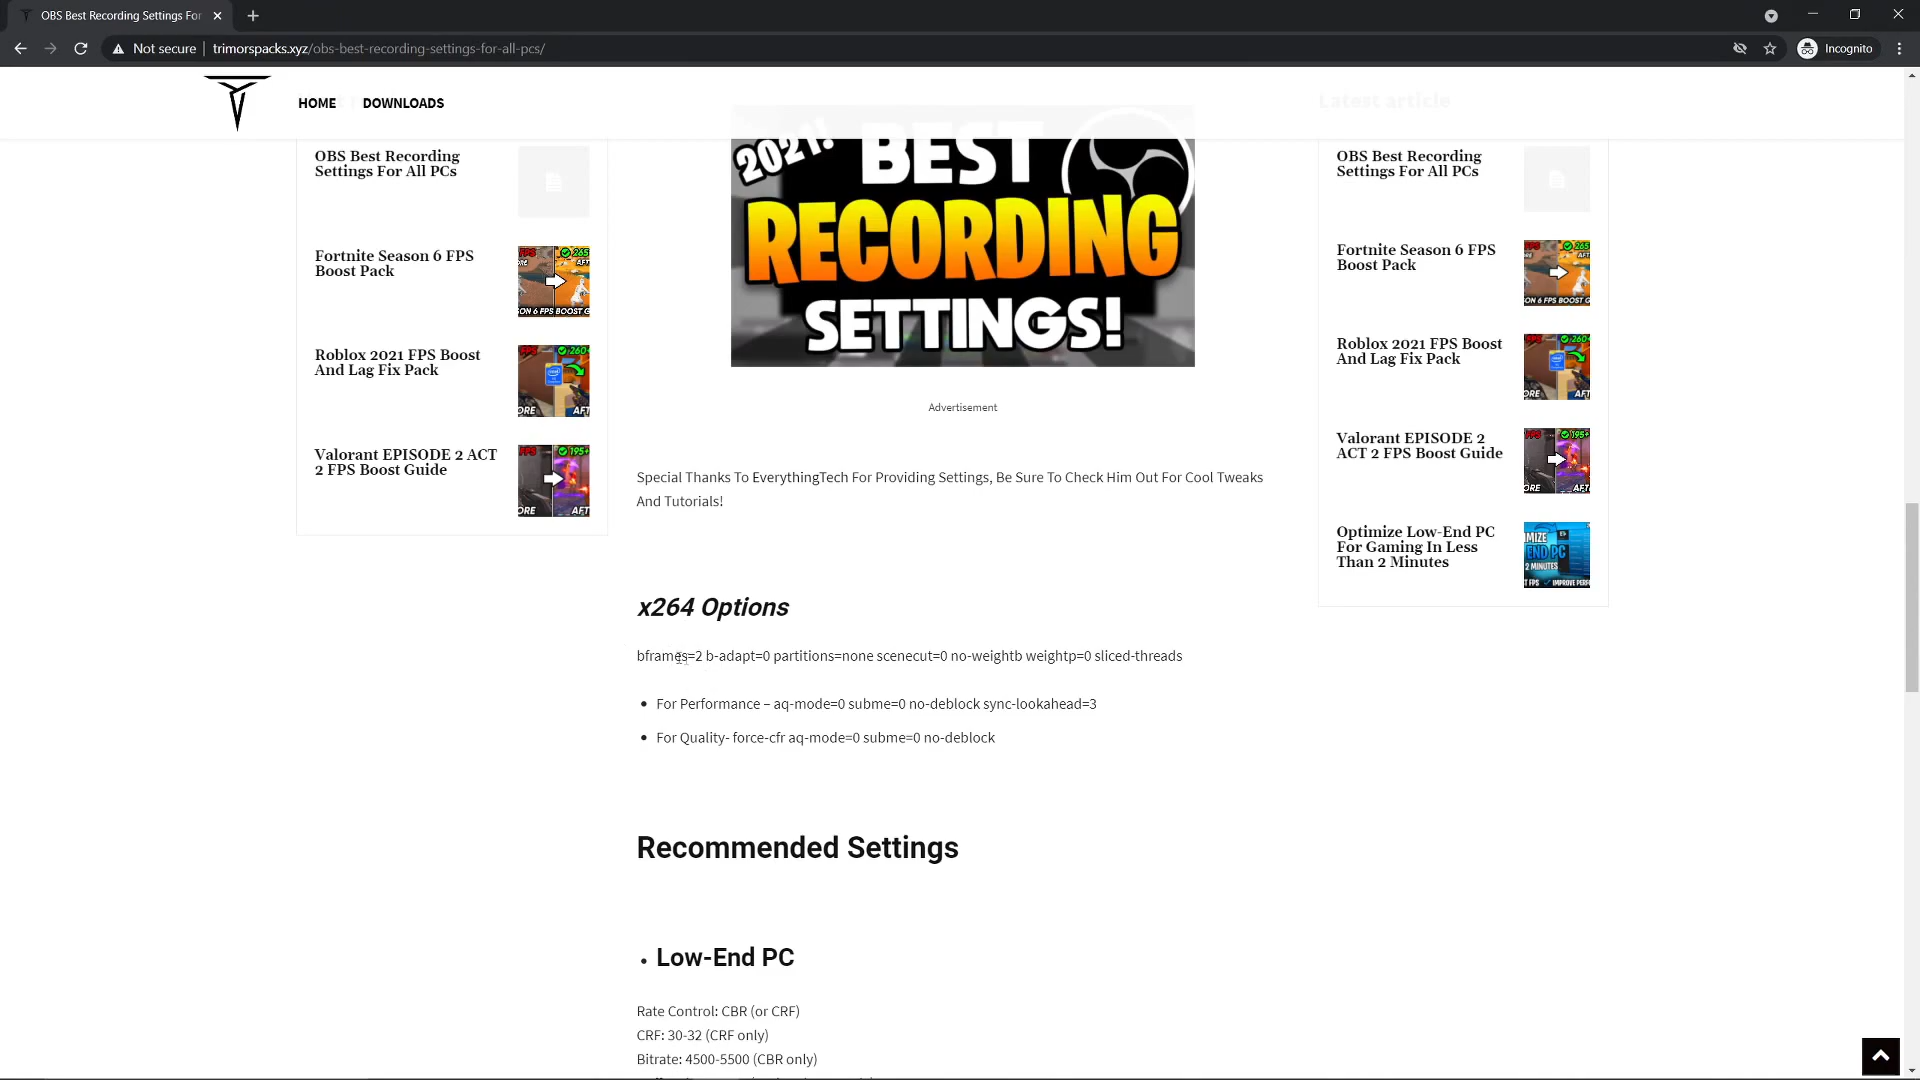 OBS Best Recording Settings For
Not secure
trimorspacks.xyz/obs-best-recording-settings-for-all-pcs/
Incognito
HOME
DOWNLOADS
Latest article
OBS Best Recording
Settings For All PCs
Fortnite Season 6 FPS
Boost Pack
Roblox 2021 FPS Boost
And Lag Fix Pack
Valorant EPISODE 2 ACT
2 FPS Boost Guide
2021!
BEST
RECORDING
SETTINGS!
Advertisement
Special Thanks To EverythingTech For Providing Settings, Be Sure To Check Him Out For Cool Tweaks
And Tutorials!
x264 Options
bframes=2 b-adapt=0 partitions=none scenecut=0 no-weightb weightp=0 sliced-threads
• For Performance – aq-mode=0 subme=0 no-deblock sync-lookahead=3
• For Quality- force-cfr aq-mode=0 subme=0 no-deblock
Recommended Settings
• Low-End PC
Rate Control: CBR (or CRF)
CRF: 30-32 (CRF only)
Bitrate: 4500-5500 (CBR only)
OBS Best Recording
Settings For All PCs
Fortnite Season 6 FPS
Boost Pack
Roblox 2021 FPS Boost
And Lag Fix Pack
Valorant EPISODE 2
ACT 2 FPS Boost Guide
Optimize Low-End PC
For Gaming In Less
Than 2 Minutes